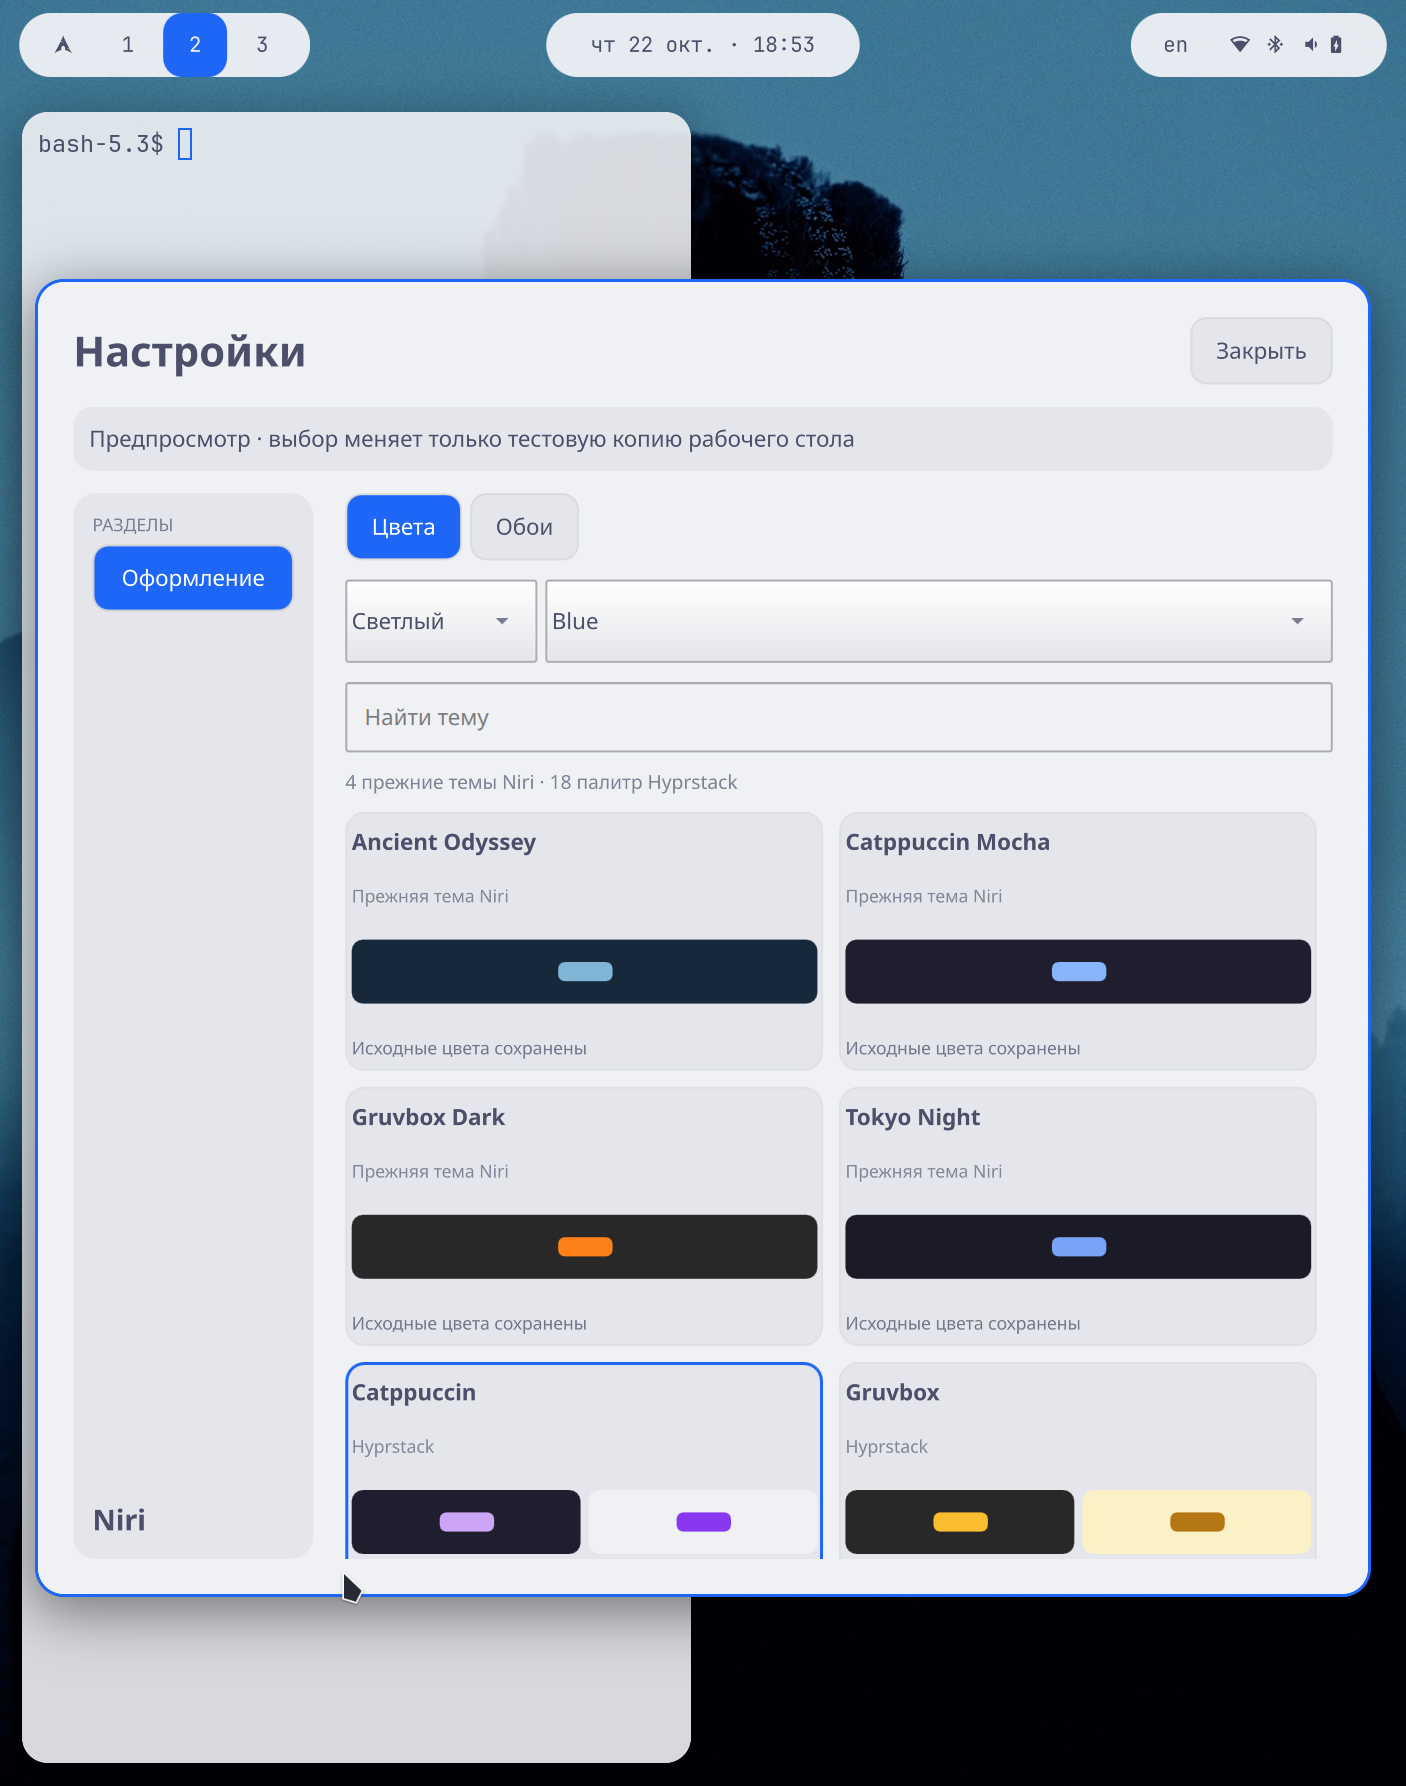 1 2 3
чт 22 окт. · 18:53
en
bash-5.3$
Настройки
Закрыть
Предпросмотр · выбор меняет только тестовую копию рабочего стола
РАЗДЕЛЫ
Оформление
Niri
Цвета
Обои
Светлый
Blue
Найти тему
4 прежние темы Niri · 18 палитр Hyprstack
Ancient Odyssey
Прежняя тема Niri
Исходные цвета сохранены
Catppuccin Mocha
Прежняя тема Niri
Исходные цвета сохранены
Gruvbox Dark
Прежняя тема Niri
Исходные цвета сохранены
Tokyo Night
Прежняя тема Niri
Исходные цвета сохранены
Catppuccin
Hyprstack
Gruvbox
Hyprstack